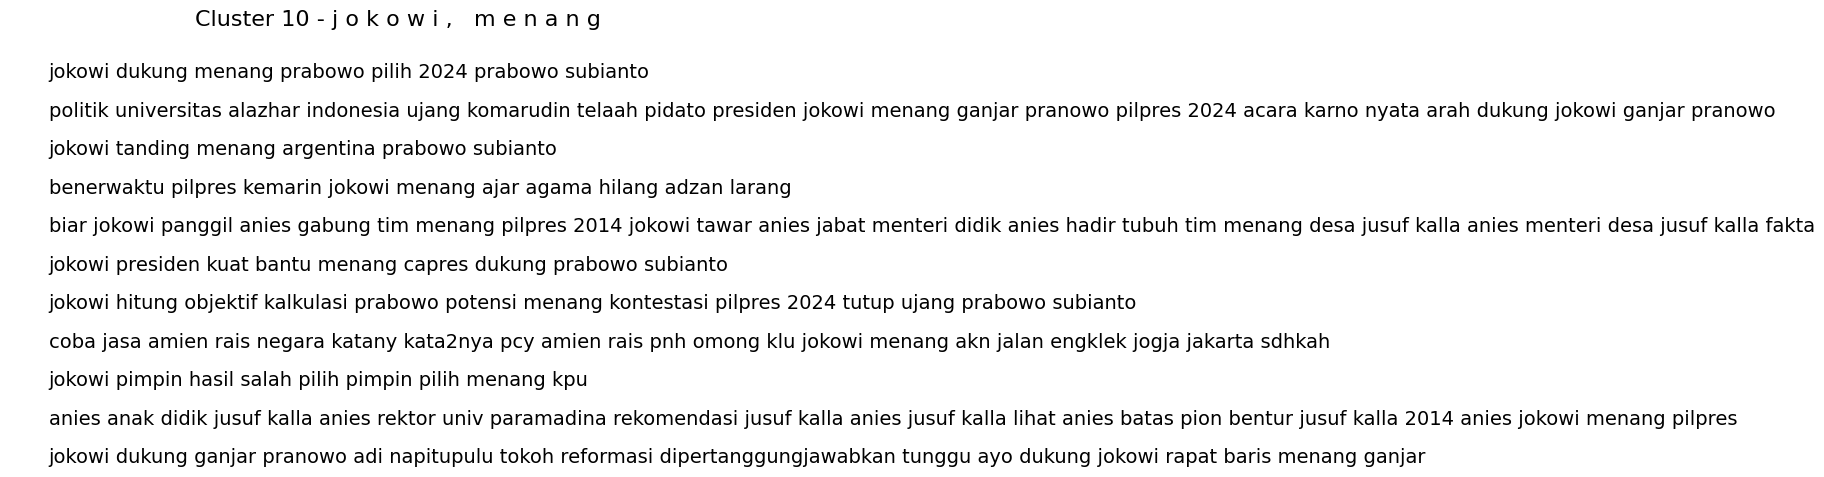 Cluster 10 - j o k o w i ,   m e n a n g
jokowi dukung menang prabowo pilih 2024 prabowo subianto
politik universitas alazhar indonesia ujang komarudin telaah pidato presiden jokowi menang ganjar pranowo pilpres 2024 acara karno nyata arah dukung jokowi ganjar pranowo
jokowi tanding menang argentina prabowo subianto
benerwaktu pilpres kemarin jokowi menang ajar agama hilang adzan larang
biar jokowi panggil anies gabung tim menang pilpres 2014 jokowi tawar anies jabat menteri didik anies hadir tubuh tim menang desa jusuf kalla anies menteri desa jusuf kalla fakta
jokowi presiden kuat bantu menang capres dukung prabowo subianto
jokowi hitung objektif kalkulasi prabowo potensi menang kontestasi pilpres 2024 tutup ujang prabowo subianto
coba jasa amien rais negara katany kata2nya pcy amien rais pnh omong klu jokowi menang akn jalan engklek jogja jakarta sdhkah
jokowi pimpin hasil salah pilih pimpin pilih menang kpu
anies anak didik jusuf kalla anies rektor univ paramadina rekomendasi jusuf kalla anies jusuf kalla lihat anies batas pion bentur jusuf kalla 2014 anies jokowi menang pilpres
jokowi dukung ganjar pranowo adi napitupulu tokoh reformasi dipertanggungjawabkan tunggu ayo dukung jokowi rapat baris menang ganjar